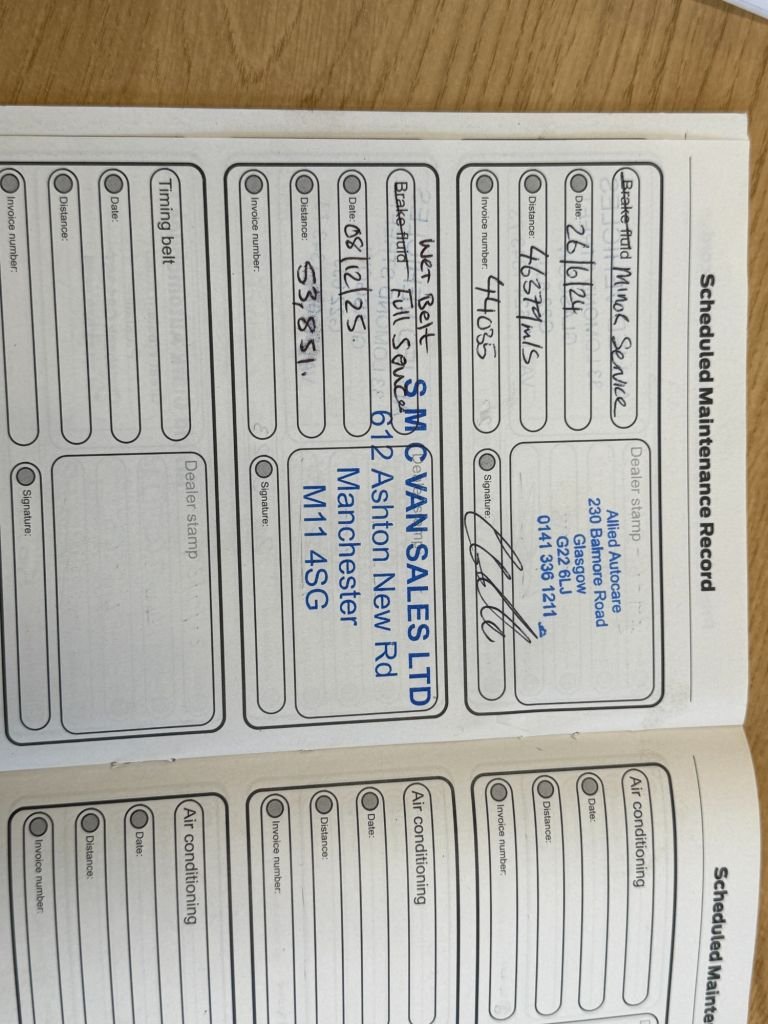 Scheduled Maintenance Record
Brake fluid Minor Service
Date: 26/6/24
Distance: 46379 mls
Invoice number: 44035
Dealer stamp
Allied Autocare
230 Balmore Road
Glasgow
G22 6LJ
0141 336 1211
Signature:
Wet Belt
Brake fluid Full Service
Date: 08/12/25.
Distance: 53,851.
Invoice number:
S M C VAN SALES LTD
612 Ashton New Rd
Manchester
M11 4SG
Signature:
Timing belt
Date:
Distance:
Invoice number:
Dealer stamp
Signature:
Scheduled Mainte
Air conditioning
Date:
Distance:
Invoice number:
Air conditioning
Date:
Distance:
Invoice number:
Air conditioning
Date:
Distance:
Invoice number: